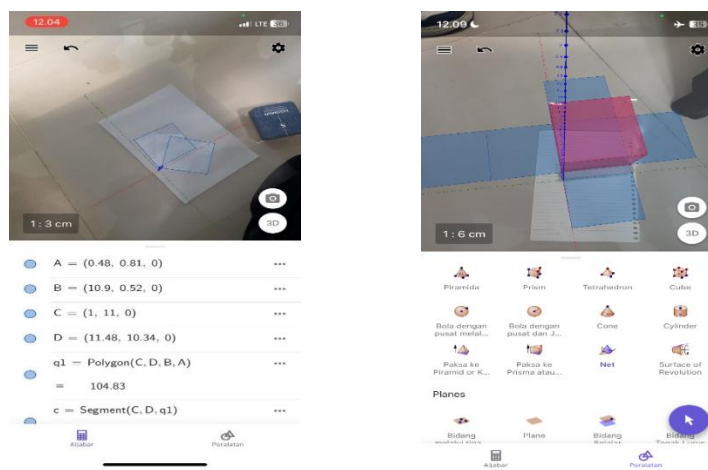 12.04
LTE
1 : 3 cm
3D
A = (0.48, 0.81, 0)
B = (10.9, 0.52, 0)
C = (1, 11, 0)
D = (11.48, 10.34, 0)
q1 = Polygon(C, D, B, A)
= 104.83
c = Segment(C, D, q1)
Aljabar
Peralatan
12.09
1 : 6 cm
3D
Piramida Prism Tetrahedron Cube
Bola dengan pusat melal... Bola dengan pusat dan J... Cone Cylinder
Paksa ke Piramid or K... Paksa ke Prisma atau... Net Surface of Revolution
Planes
Bidang Plane Bidang Bidang
Aljabar
Peralatan